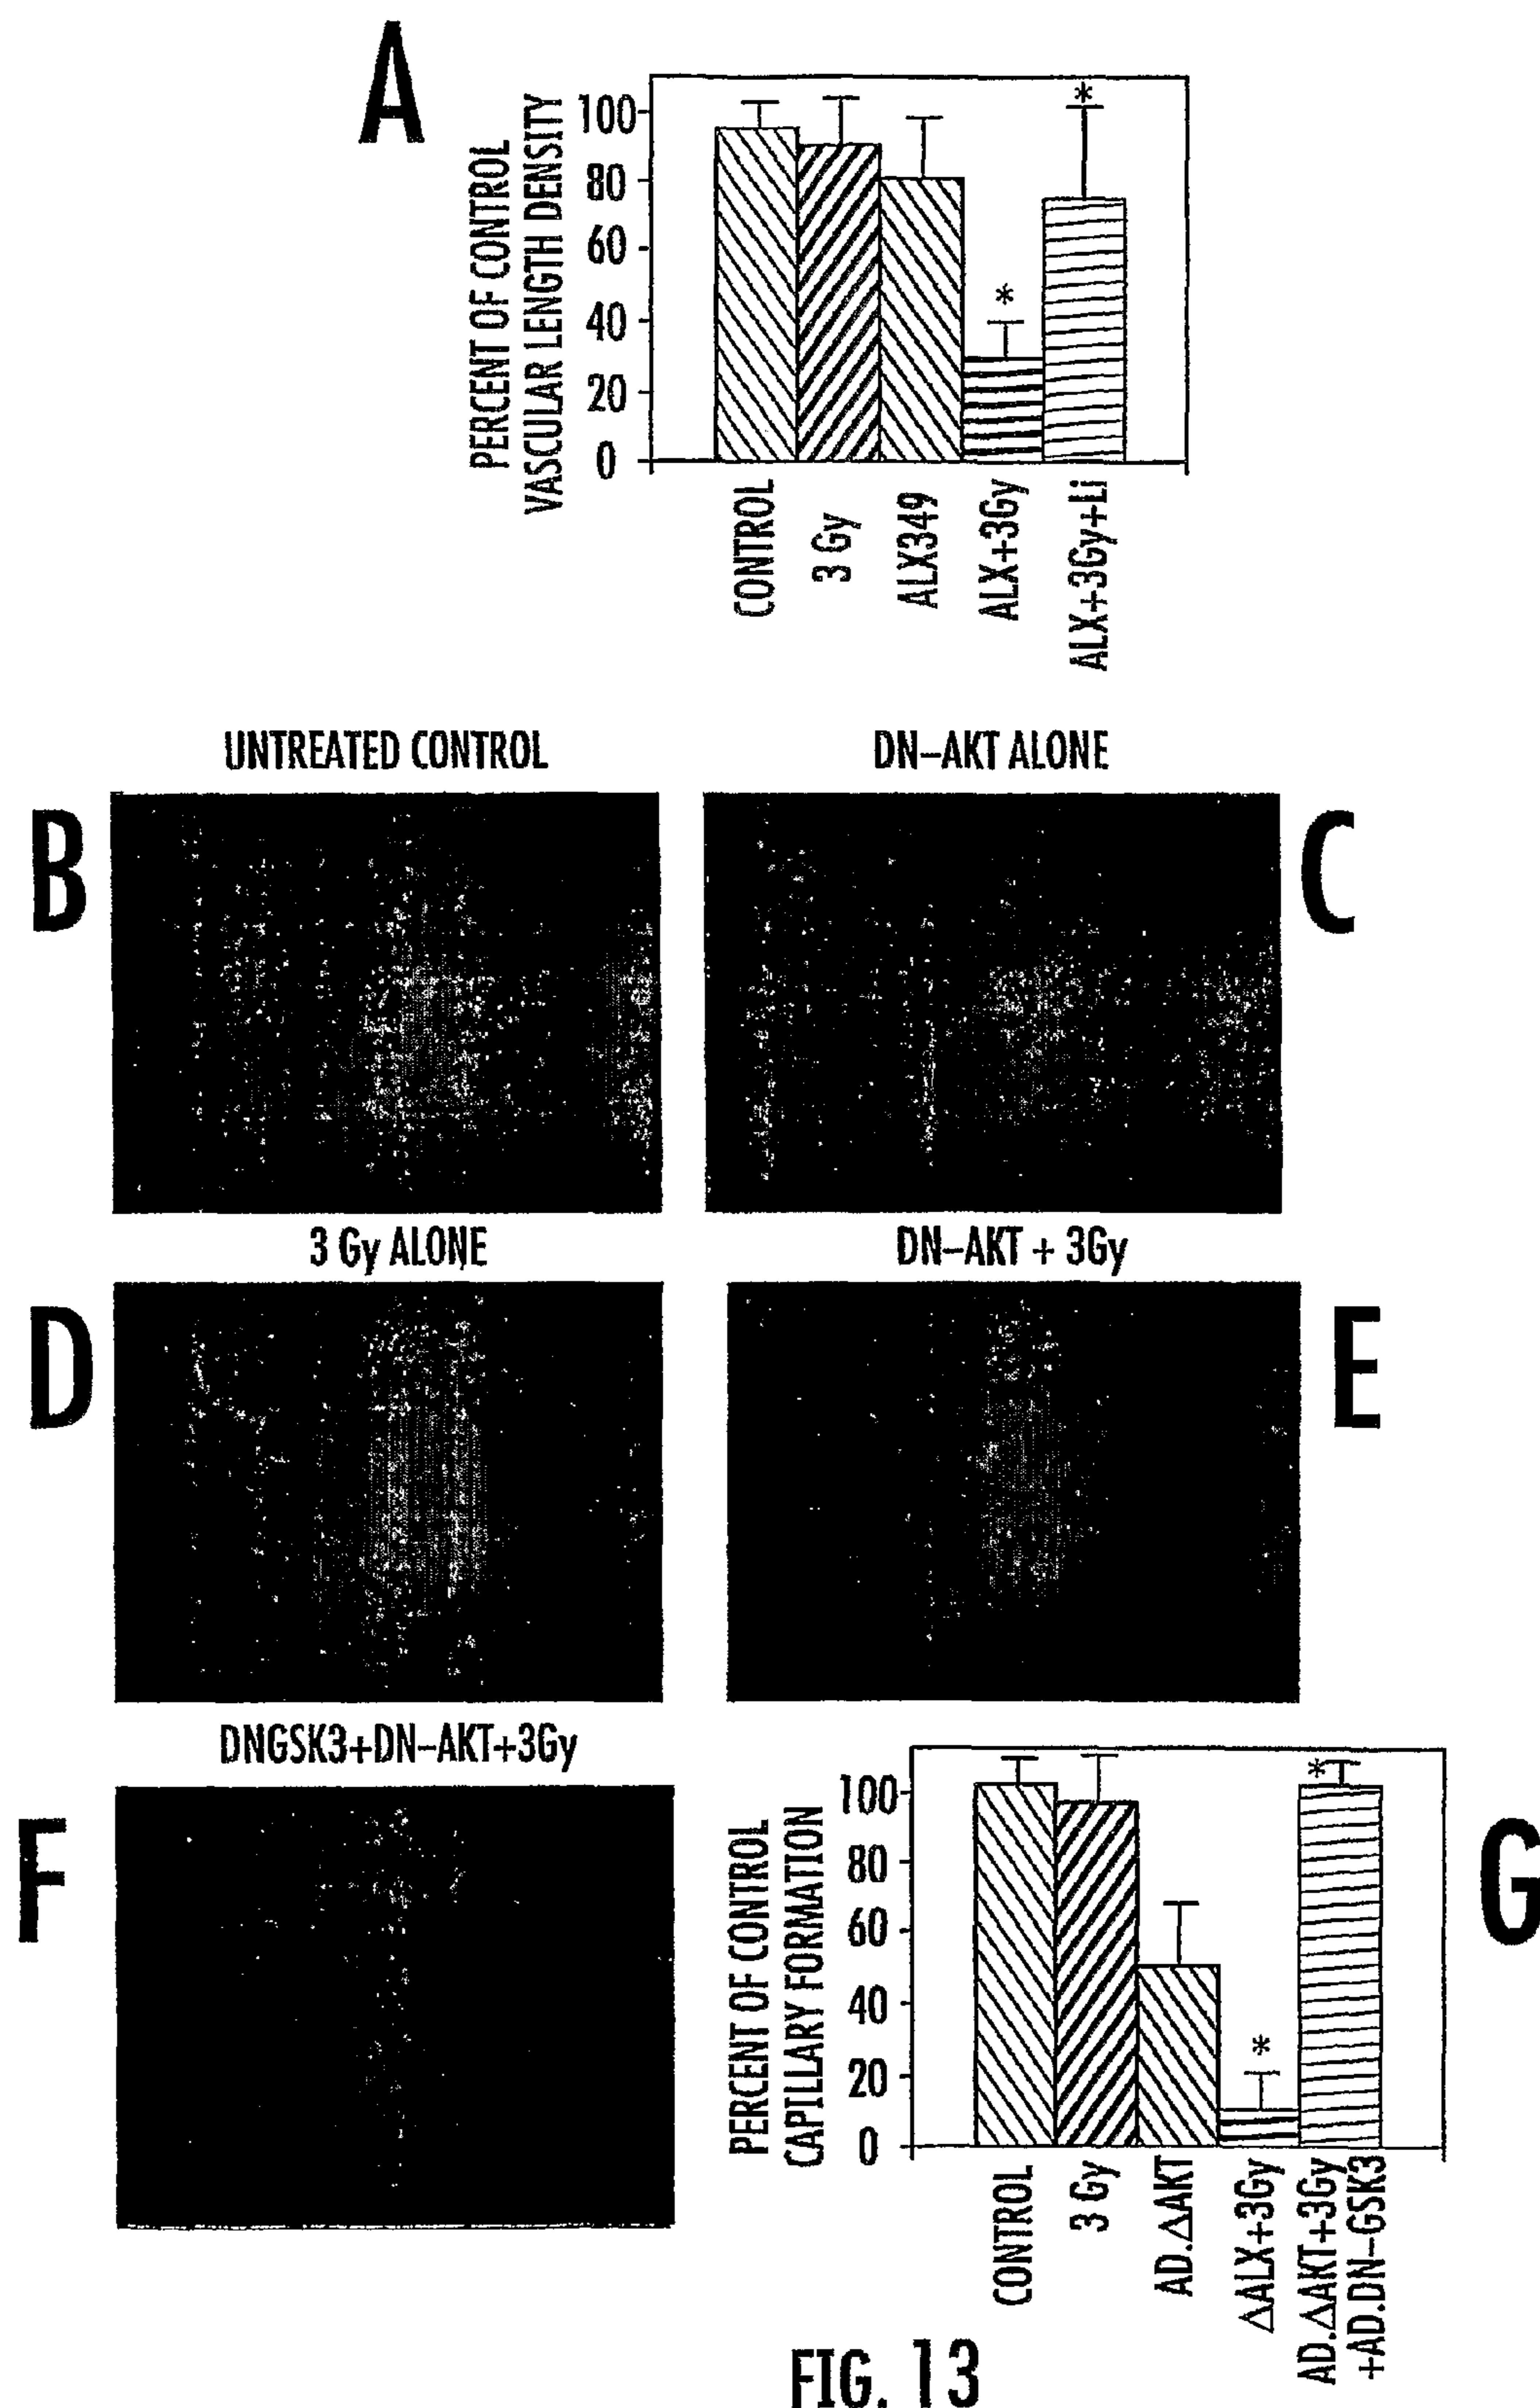 A
PERCENT OF CONTROL
VASCULAR LENGTH DENSITY
100
80
60
40
20
0
*
*
CONTROL
3 Gy
ALX349
ALX+3Gy
ALX+3Gy+Li
UNTREATED CONTROL
DN-AKT ALONE
B
C
3 Gy ALONE
DN-AKT + 3Gy
D
E
DNGSK3+DN-AKT+3Gy
F
G
PERCENT OF CONTROL
CAPILLARY FORMATION
100
80
60
40
20
0
*
*
CONTROL
3 Gy
AD.ΔAKT
ΔALX+3Gy
AD.ΔAKT+3Gy
+AD.DN-GSK3
FIG. 13